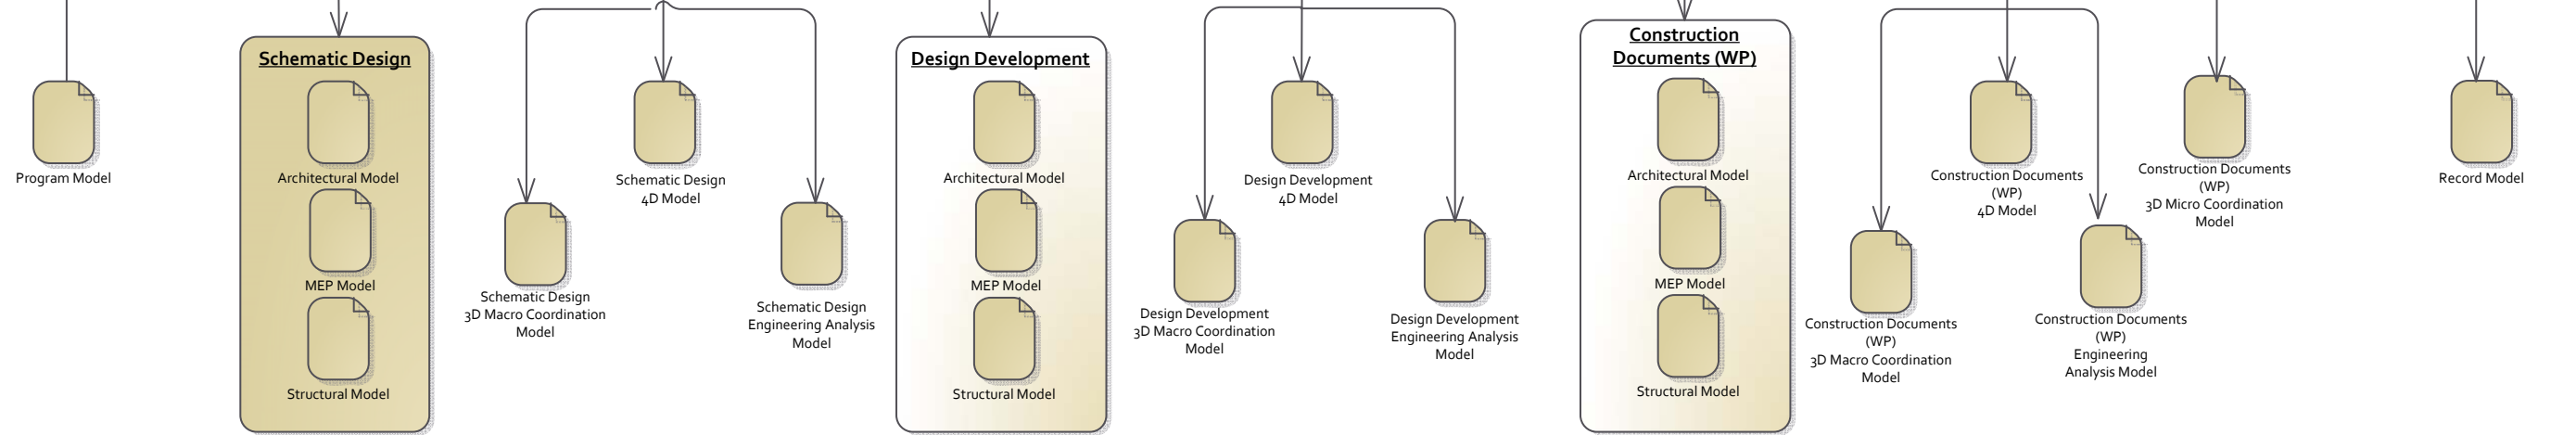 Program Model
Schematic Design
Architectural Model
MEP Model
Structural Model
Schematic Design
3D Macro Coordination
Model
Schematic Design
4D Model
Schematic Design
Engineering Analysis
Model
Design Development
Architectural Model
MEP Model
Structural Model
Design Development
3D Macro Coordination
Model
Design Development
4D Model
Design Development
Engineering Analysis
Model
Construction
Documents (WP)
Architectural Model
MEP Model
Structural Model
Construction Documents
(WP)
3D Macro Coordination
Model
Construction Documents
(WP)
4D Model
Construction Documents
(WP)
Engineering
Analysis Model
Construction Documents
(WP)
3D Micro Coordination
Model
Record Model